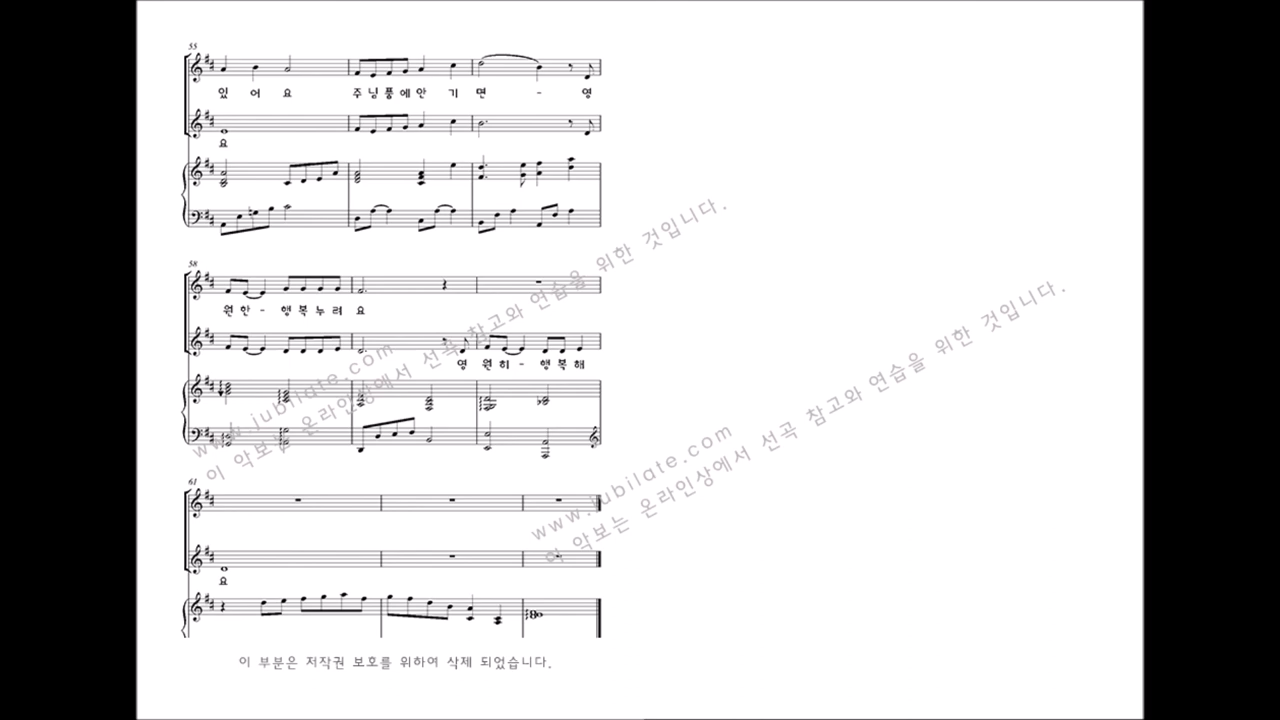 55
있 어 요 주 님 품 에 안 기 면 - 영
요
58
원 한 - 행 복 누 려 요
영 원 히 - 행 복 해
www.jubilate.com
이 악보는 온라인상에서 선곡 참고와 연습을 위한 것입니다.
www.jubilate.com
이 악보는 온라인상에서 선곡 참고와 연습을 위한 것입니다.
61
요
이 부분은 저작권 보호를 위하여 삭제 되었습니다.